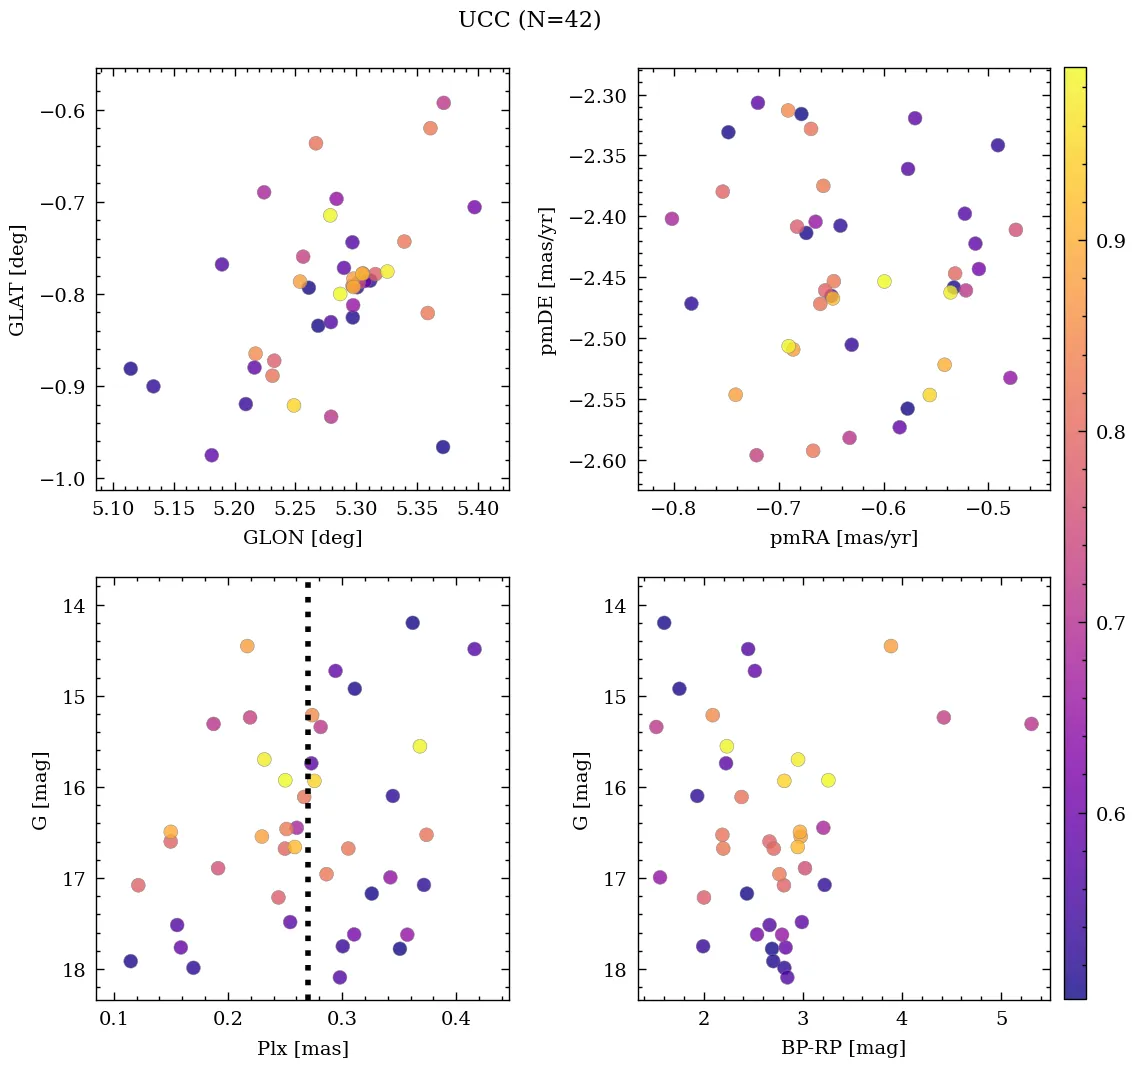 UCC (N=42)
−0.6
−0.7
−0.8
−0.9
−1.0
GLAT [deg]
5.10 5.15 5.20 5.25 5.30 5.35 5.40
GLON [deg]
−2.30
−2.35
−2.40
−2.45
−2.50
−2.55
−2.60
pmDE [mas/yr]
−0.8 −0.7 −0.6 −0.5
pmRA [mas/yr]
0.9
0.8
0.7
0.6
14
15
16
17
18
G [mag]
0.1 0.2 0.3 0.4
Plx [mas]
14
15
16
17
18
G [mag]
2 3 4 5
BP-RP [mag]